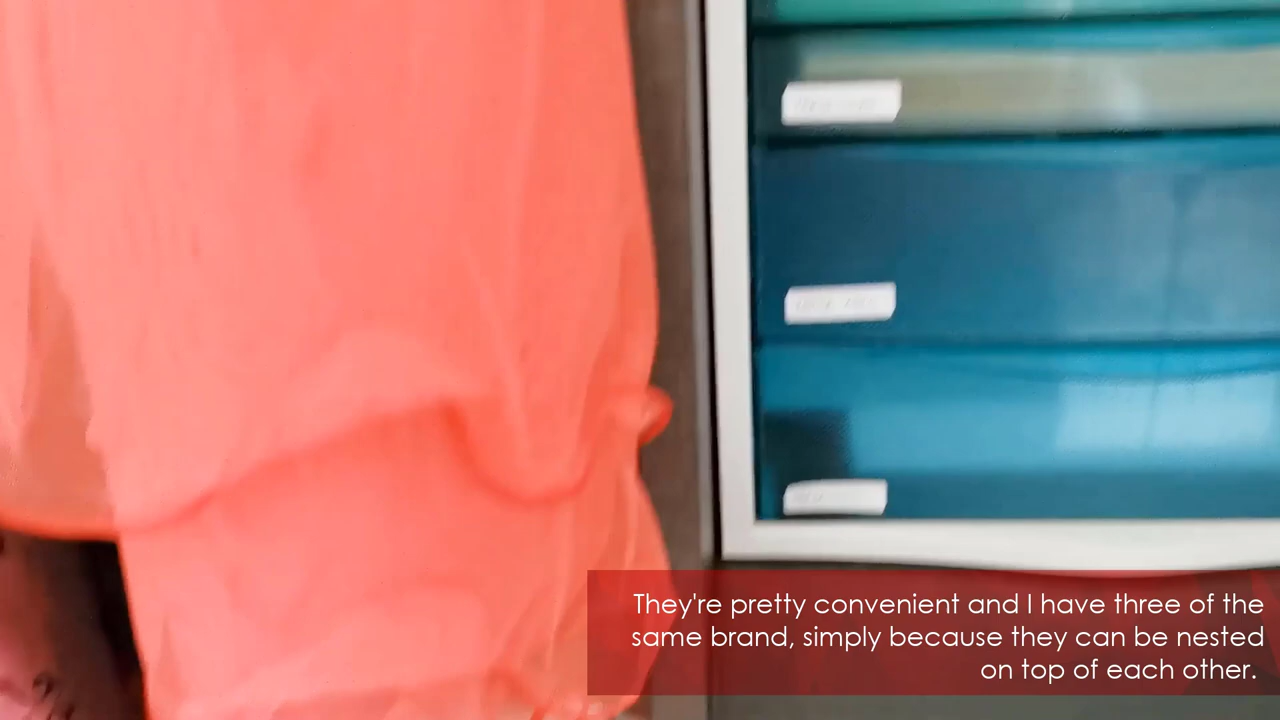 They're pretty convenient and I have three of the
same brand, simply because they can be nested
on top of each other.